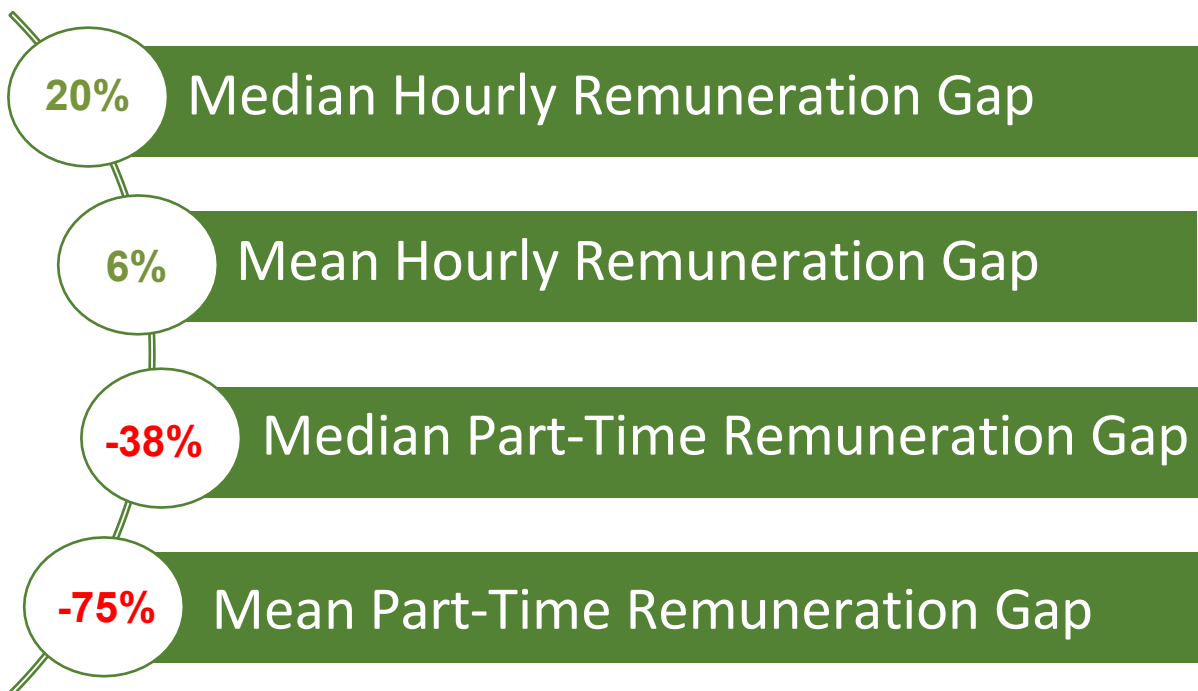 20% Median Hourly Remuneration Gap
6% Mean Hourly Remuneration Gap
-38% Median Part-Time Remuneration Gap
-75% Mean Part-Time Remuneration Gap